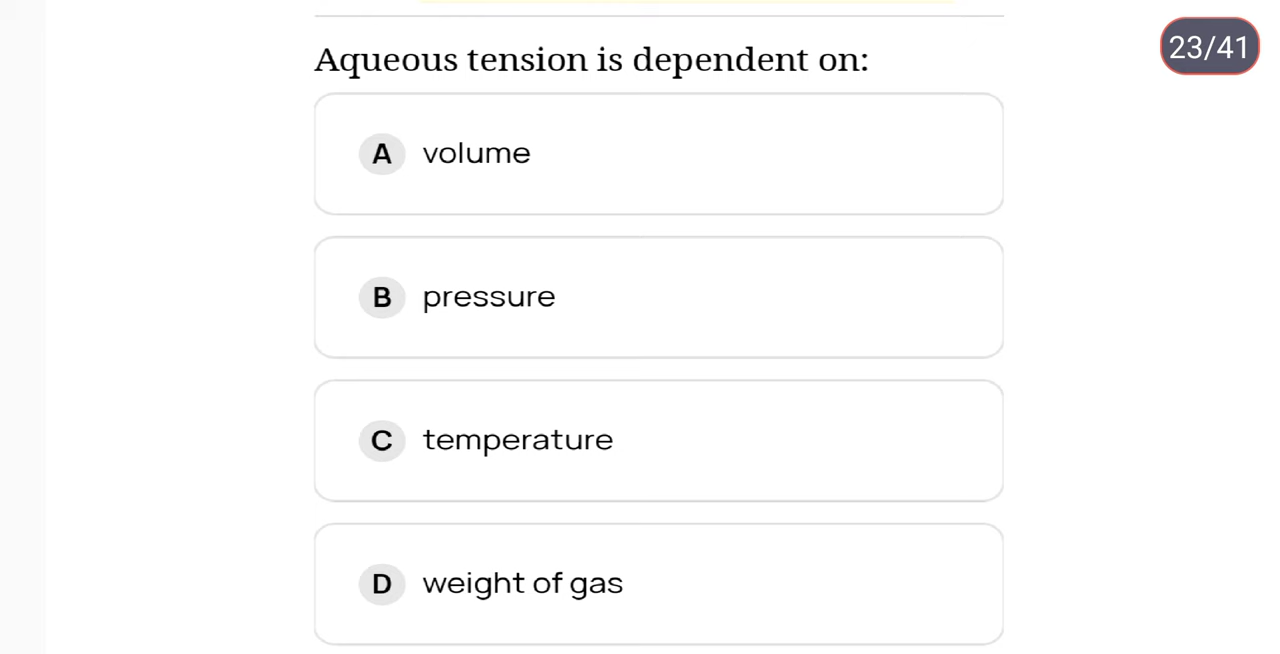 Aqueous tension is dependent on:
23/41
A volume
B pressure
C temperature
D weight of gas